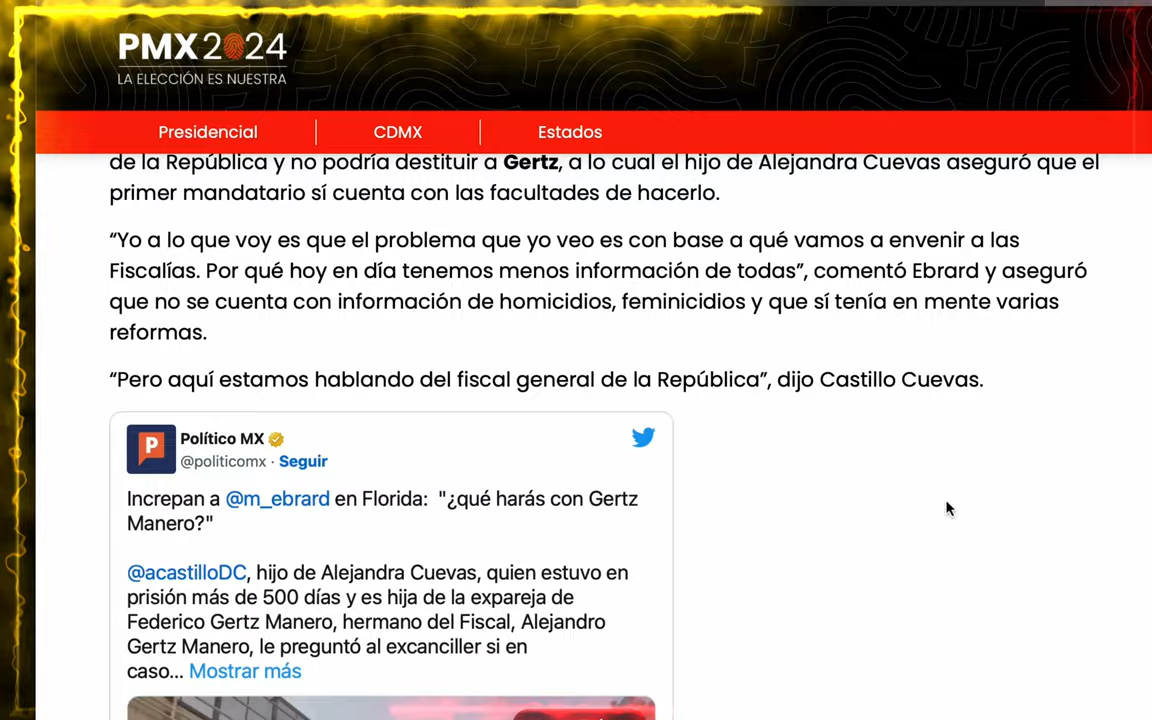 PMX2024
LA ELECCIÓN ES NUESTRA
Presidencial
CDMX
Estados
de la República y no podría destituir a Gertz, a lo cual el hijo de Alejandra Cuevas aseguró que el
primer mandatario sí cuenta con las facultades de hacerlo.
“Yo a lo que voy es que el problema que yo veo es con base a qué vamos a envenir a las
Fiscalías. Por qué hoy en día tenemos menos información de todas”, comentó Ebrard y aseguró
que no se cuenta con información de homicidios, feminicidios y que sí tenía en mente varias
reformas.
“Pero aquí estamos hablando del fiscal general de la República”, dijo Castillo Cuevas.
P
Político MX
@politicomx · Seguir
Increpan a @m_ebrard en Florida: "¿qué harás con Gertz
Manero?"
@acastilloDC, hijo de Alejandra Cuevas, quien estuvo en
prisión más de 500 días y es hija de la expareja de
Federico Gertz Manero, hermano del Fiscal, Alejandro
Gertz Manero, le preguntó al excanciller si en
caso... Mostrar más